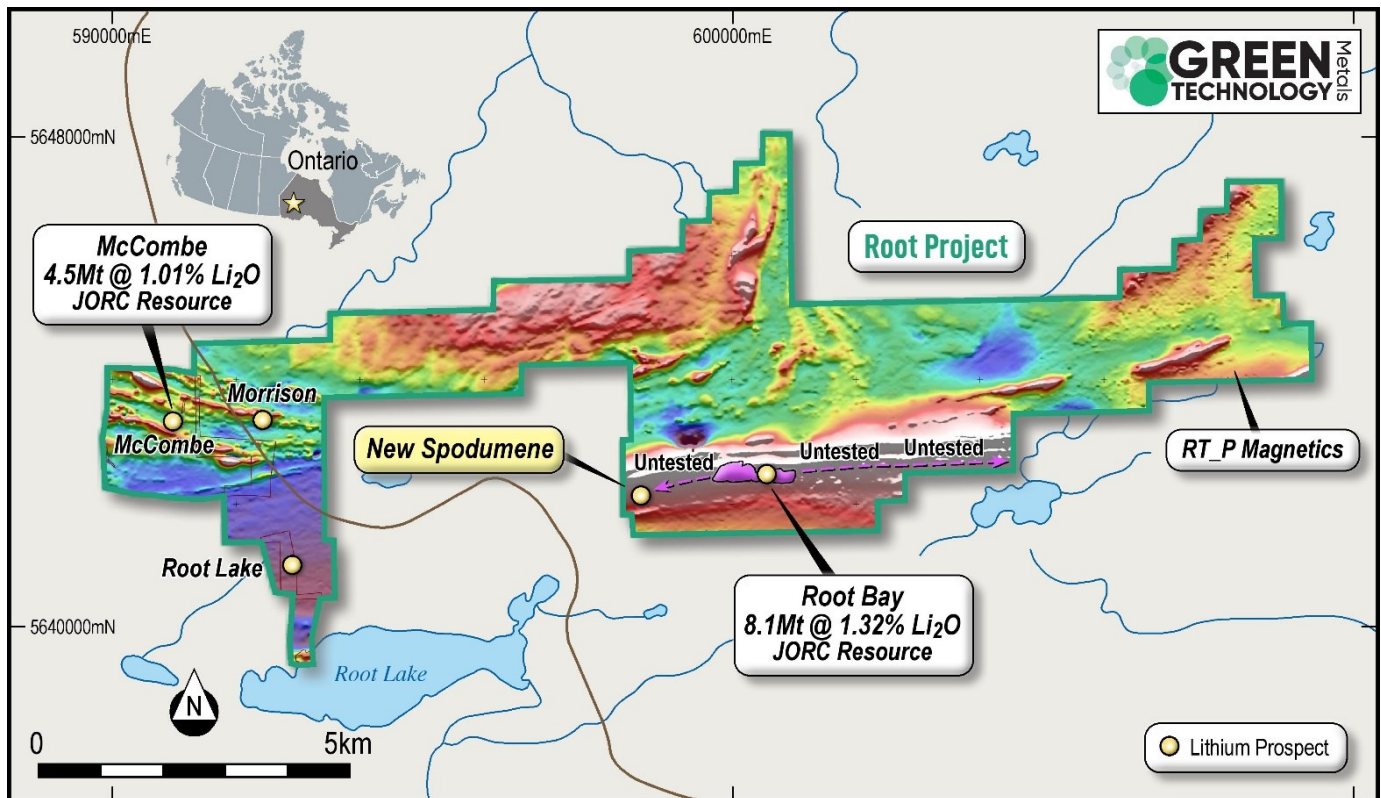 590000mE
600000mE
GREEN
TECHNOLOGY
Metals
5648000mN
Ontario
McCombe
4.5Mt @ 1.01% Li₂O
JORC Resource
Root Project
Morrison
McCombe
New Spodumene
Untested
Untested
Untested
RT_P Magnetics
Root Lake
Root Bay
8.1Mt @ 1.32% Li₂O
JORC Resource
5640000mN
Root Lake
N
0
5km
Lithium Prospect